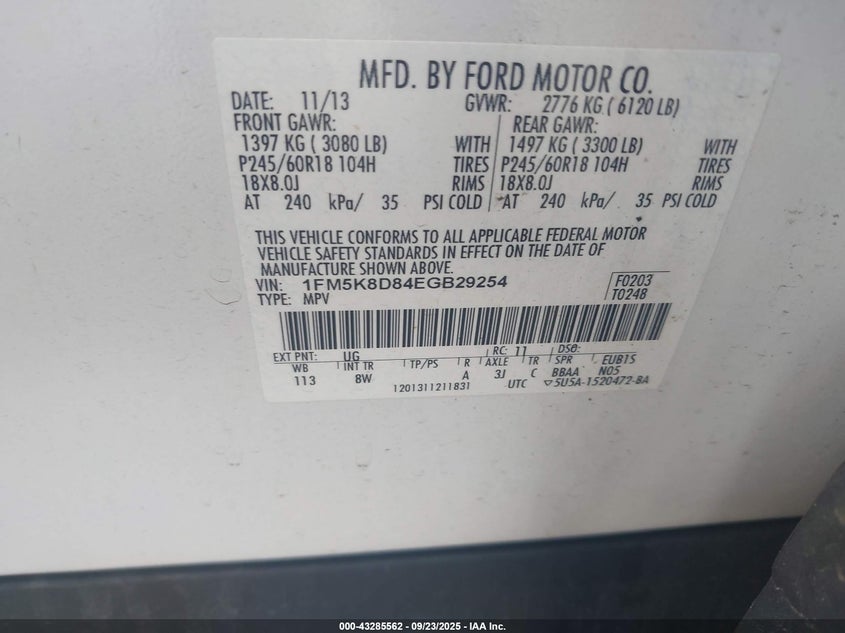 MFD. BY FORD MOTOR CO.
DATE: 11/13 GVWR: 2776 KG ( 6120 LB)
FRONT GAWR: REAR GAWR:
1397 KG ( 3080 LB) WITH 1497 KG ( 3300 LB) WITH
P245/60R18 104H TIRES P245/60R18 104H TIRES
18X8.0J RIMS 18X8.0J RIMS
AT 240 kPa/ 35 PSI COLD AT 240 kPa/ 35 PSI COLD
THIS VEHICLE CONFORMS TO ALL APPLICABLE FEDERAL MOTOR
VEHICLE SAFETY STANDARDS IN EFFECT ON THE DATE OF
MANUFACTURE SHOWN ABOVE.
VIN: 1FM5K8D84EGB29254 F0203
TYPE: MPV T0248
EXT PNT: UG RC: 11 DSO:
WB INT TR TP/PS R AXLE TR SPR EUB1S
113 8W A 3J C BBAA N05
1201311211831 UTC ▽5U5A-1520472-BA
000-43285562 - 09/23/2025 - IAA Inc.